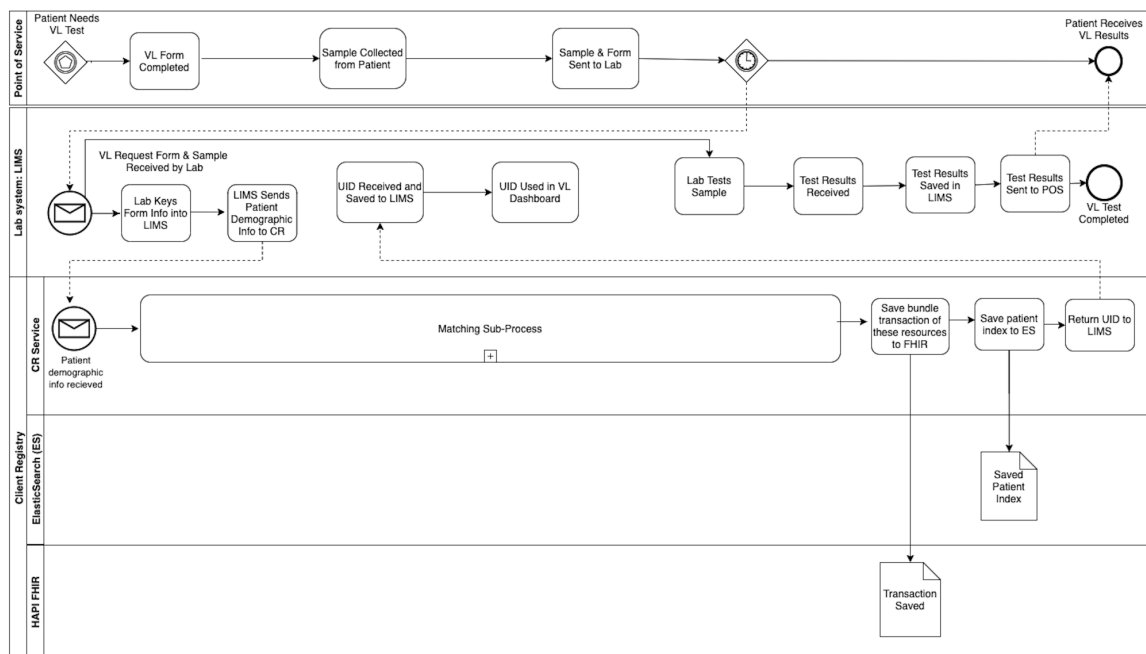 Point of Service
Patient Needs
VL Test
VL Form
Completed
Sample Collected
from Patient
Sample & Form
Sent to Lab
Patient Receives
VL Results
Lab system: LIMS
VL Request Form & Sample
Received by Lab
Lab Keys
Form Info into
LIMS
LIMS Sends
Patient
Demographic
Info to CR
UID Received and
Saved to LIMS
UID Used in VL
Dashboard
Lab Tests
Sample
Test Results
Received
Test Results
Saved in
LIMS
Test Results
Sent to POS
VL Test
Completed
Client Registry
CR Service
Patient
demographic
info recieved
Matching Sub-Process
Save bundle
transaction of
these resources
to FHIR
Save patient
index to ES
Return UID to
LIMS
ElasticSearch (ES)
Saved
Patient
Index
HAPI FHIR
Transaction
Saved